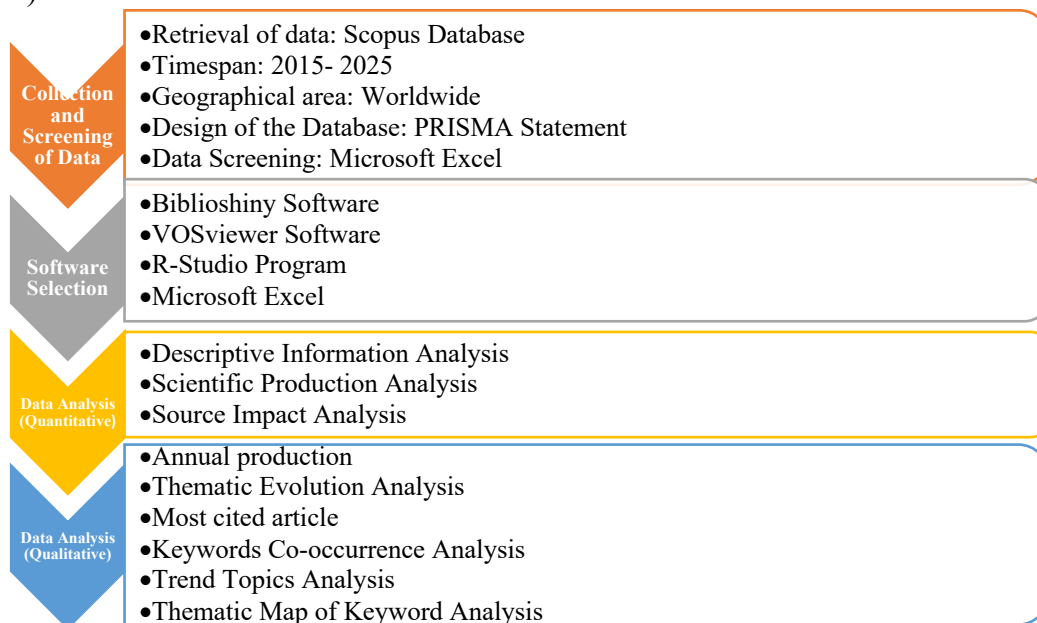 )
Collection
and
Screening
of Data
•Retrieval of data: Scopus Database
•Timespan: 2015- 2025
•Geographical area: Worldwide
•Design of the Database: PRISMA Statement
•Data Screening: Microsoft Excel
Software
Selection
•Biblioshiny Software
•VOSviewer Software
•R-Studio Program
•Microsoft Excel
Data Analysis
(Quantitative)
•Descriptive Information Analysis
•Scientific Production Analysis
•Source Impact Analysis
Data Analysis
(Qualitative)
•Annual production
•Thematic Evolution Analysis
•Most cited article
•Keywords Co-occurrence Analysis
•Trend Topics Analysis
•Thematic Map of Keyword Analysis